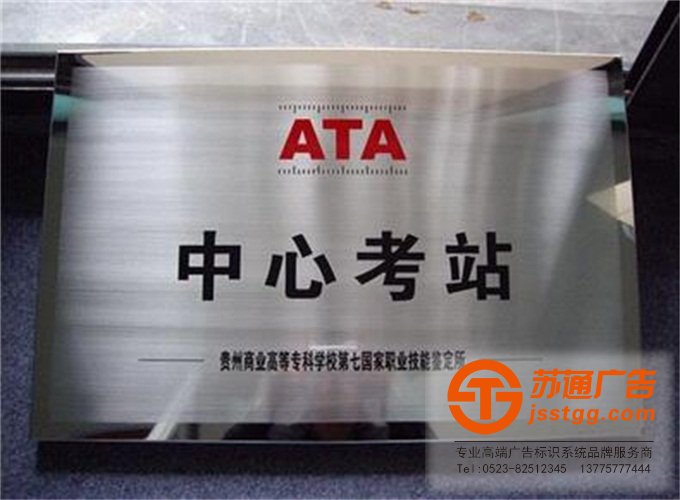 ATA
中心考站
贵州商业高等专科学校第七国家职业技能鉴定所
苏通广告
jsstgg.com
专业高端广告标识系统品牌服务商
Tel:0523-82512345 13775777444